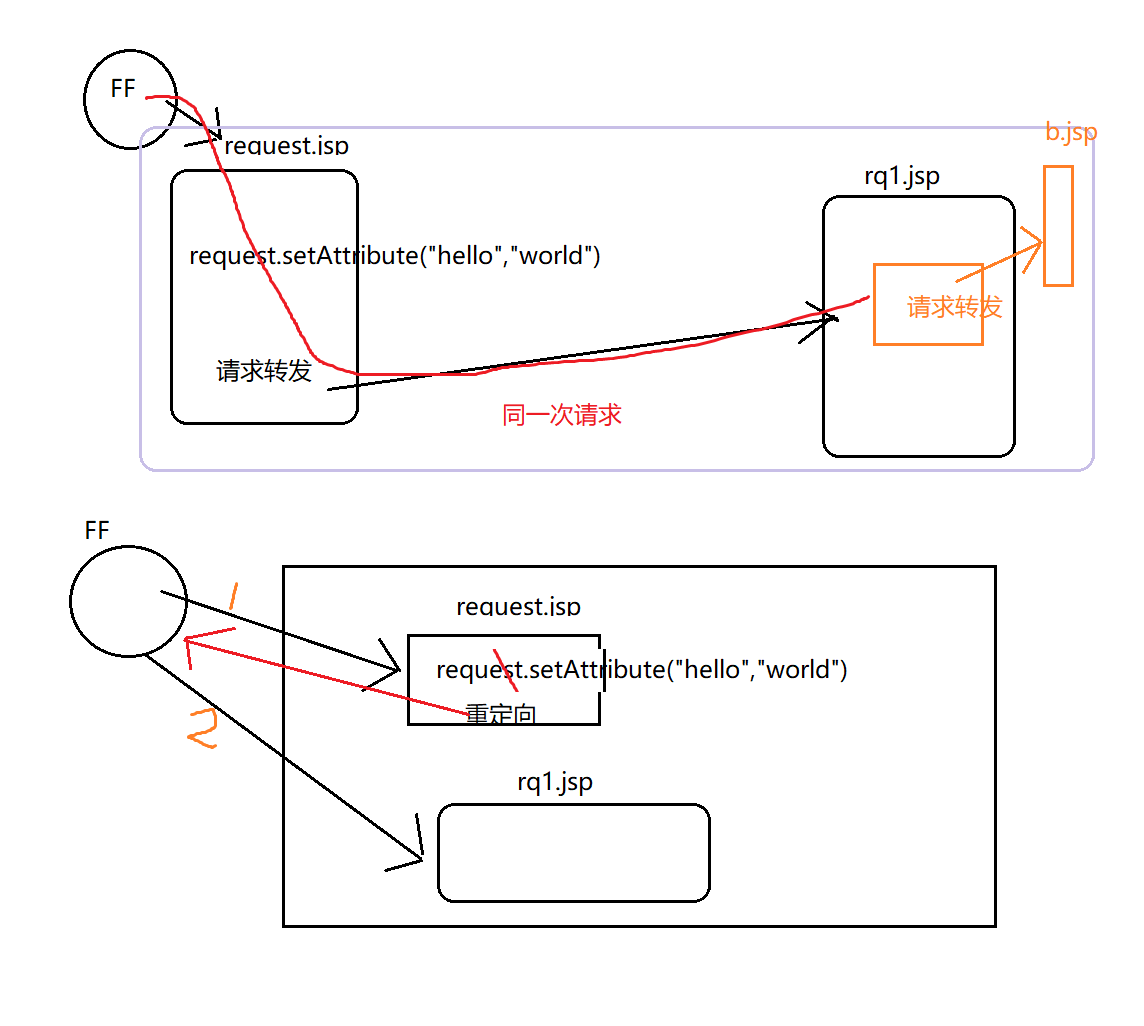 FF
b.jsp
request.jsp
rq1.jsp
request.setAttribute("hello","world")
请求转发
请求转发
同一次请求
FF
1
request.jsp
request.setAttribute("hello","world")
重定向
2
rq1.jsp